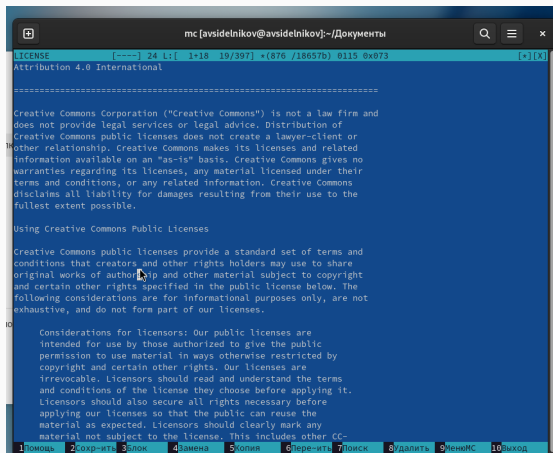 mc [avsidelnikov@avsidelnikov]:~/Документы
LICENSE [----] 24 L:[ 1+18 19/397] *(876 /18657b) 0115 0x073 [*][X]
Attribution 4.0 International
=======================================================================
Creative Commons Corporation ("Creative Commons") is not a law firm and
does not provide legal services or legal advice. Distribution of
Creative Commons public licenses does not create a lawyer-client or
other relationship. Creative Commons makes its licenses and related
information available on an "as-is" basis. Creative Commons gives no
warranties regarding its licenses, any material licensed under their
terms and conditions, or any related information. Creative Commons
disclaims all liability for damages resulting from their use to the
fullest extent possible.
Using Creative Commons Public Licenses
Creative Commons public licenses provide a standard set of terms and
conditions that creators and other rights holders may use to share
original works of authorship and other material subject to copyright
and certain other rights specified in the public license below. The
following considerations are for informational purposes only, are not
exhaustive, and do not form part of our licenses.
Considerations for licensors: Our public licenses are
intended for use by those authorized to give the public
permission to use material in ways otherwise restricted by
copyright and certain other rights. Our licenses are
irrevocable. Licensors should read and understand the terms
and conditions of the license they choose before applying it.
Licensors should also secure all rights necessary before
applying our licenses so that the public can reuse the
material as expected. Licensors should clearly mark any
material not subject to the license. This includes other CC-
1Помощь 2Сохр-ить 3Блок 4Замена 5Копия 6Пере-ить 7Поиск 8Удалить 9МенюMC 10Выход